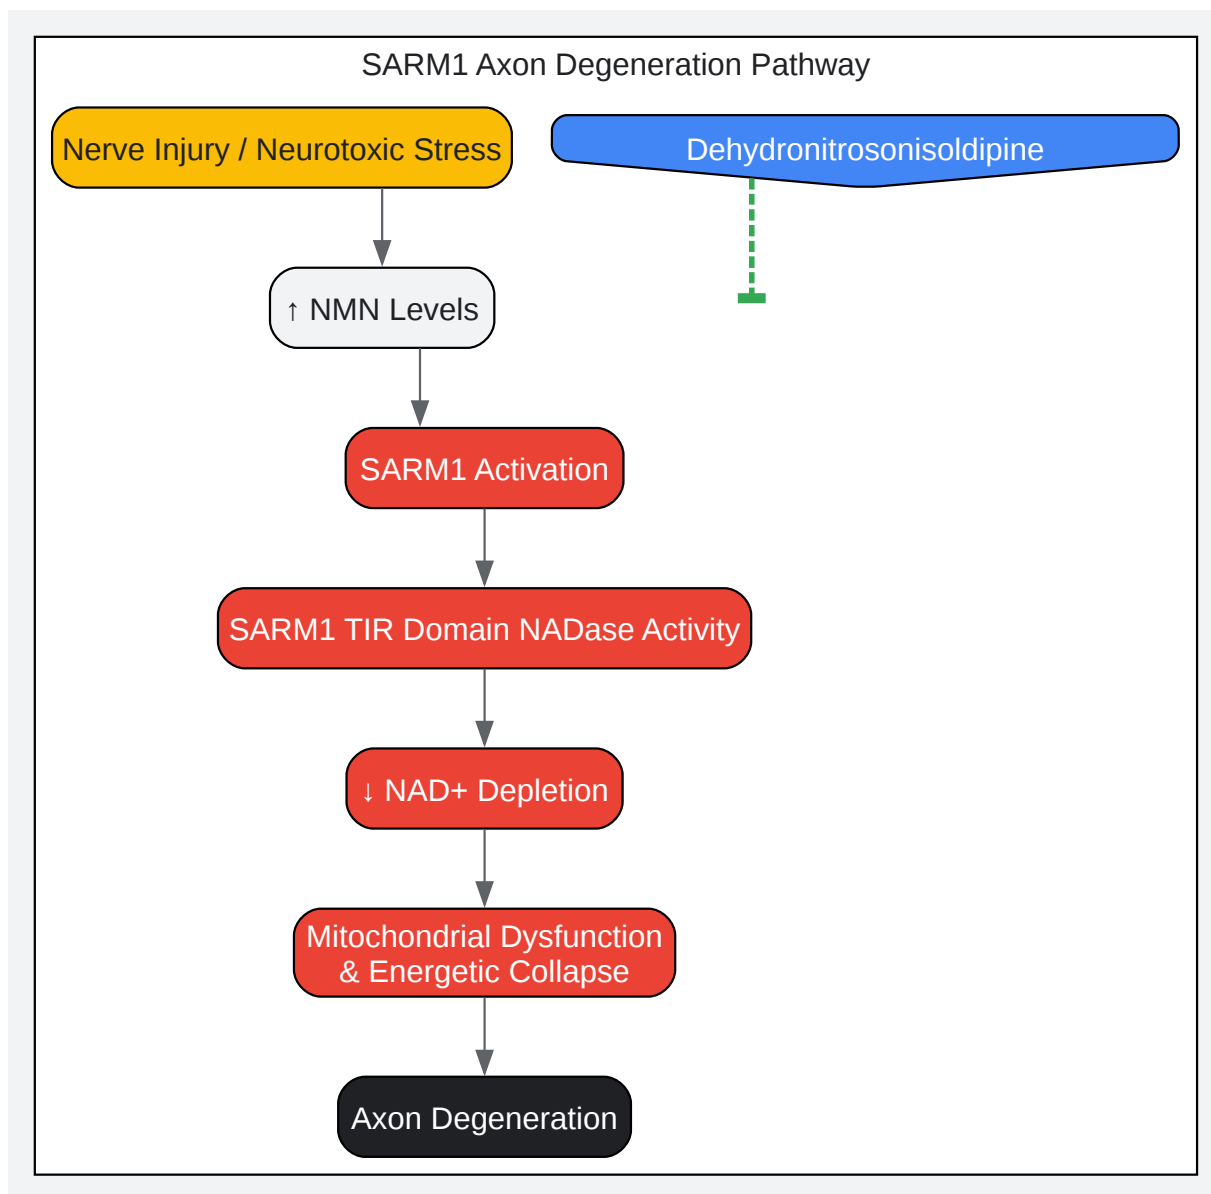 SARM1 Axon Degeneration Pathway
Nerve Injury / Neurotoxic Stress
Dehydronitrosonisoldipine
↑ NMN Levels
SARM1 Activation
SARM1 TIR Domain NADase Activity
↓ NAD+ Depletion
Mitochondrial Dysfunction
& Energetic Collapse
Axon Degeneration